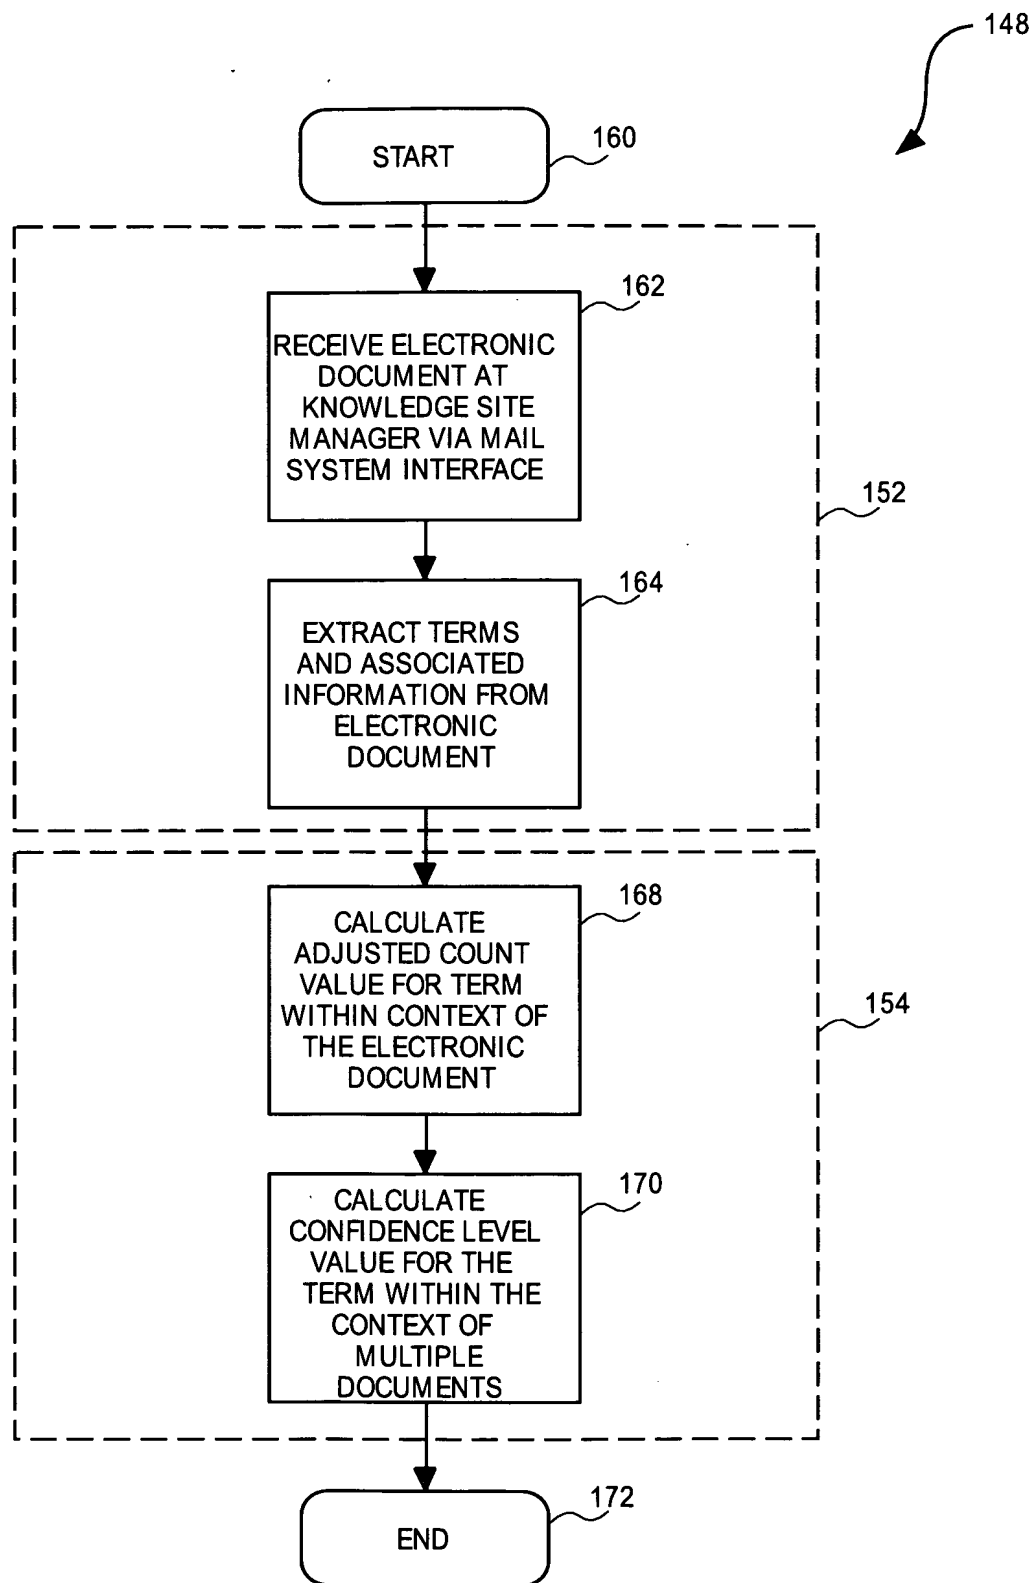 148
START
160
162
RECEIVE ELECTRONIC
DOCUMENT AT
KNOWLEDGE SITE
MANAGER VIA MAIL
SYSTEM INTERFACE
152
164
EXTRACT TERMS
AND ASSOCIATED
INFORMATION FROM
ELECTRONIC
DOCUMENT
168
CALCULATE
ADJUSTED COUNT
VALUE FOR TERM
WITHIN CONTEXT OF
THE ELECTRONIC
DOCUMENT
154
170
CALCULATE
CONFIDENCE LEVEL
VALUE FOR THE
TERM WITHIN THE
CONTEXT OF
MULTIPLE
DOCUMENTS
172
END